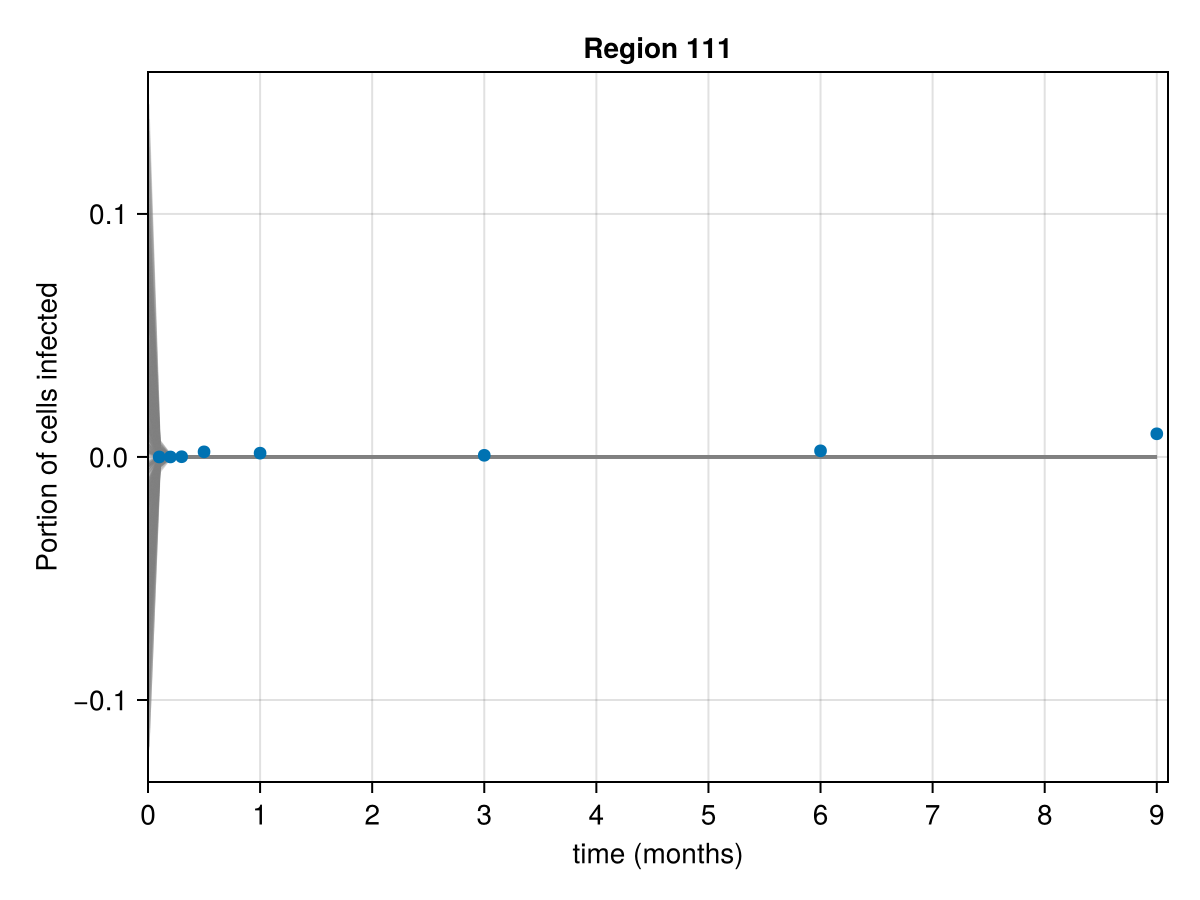 Region 111
Portion of cells infected
0.1
0.0
−0.1
0 1 2 3 4 5 6 7 8 9
time (months)